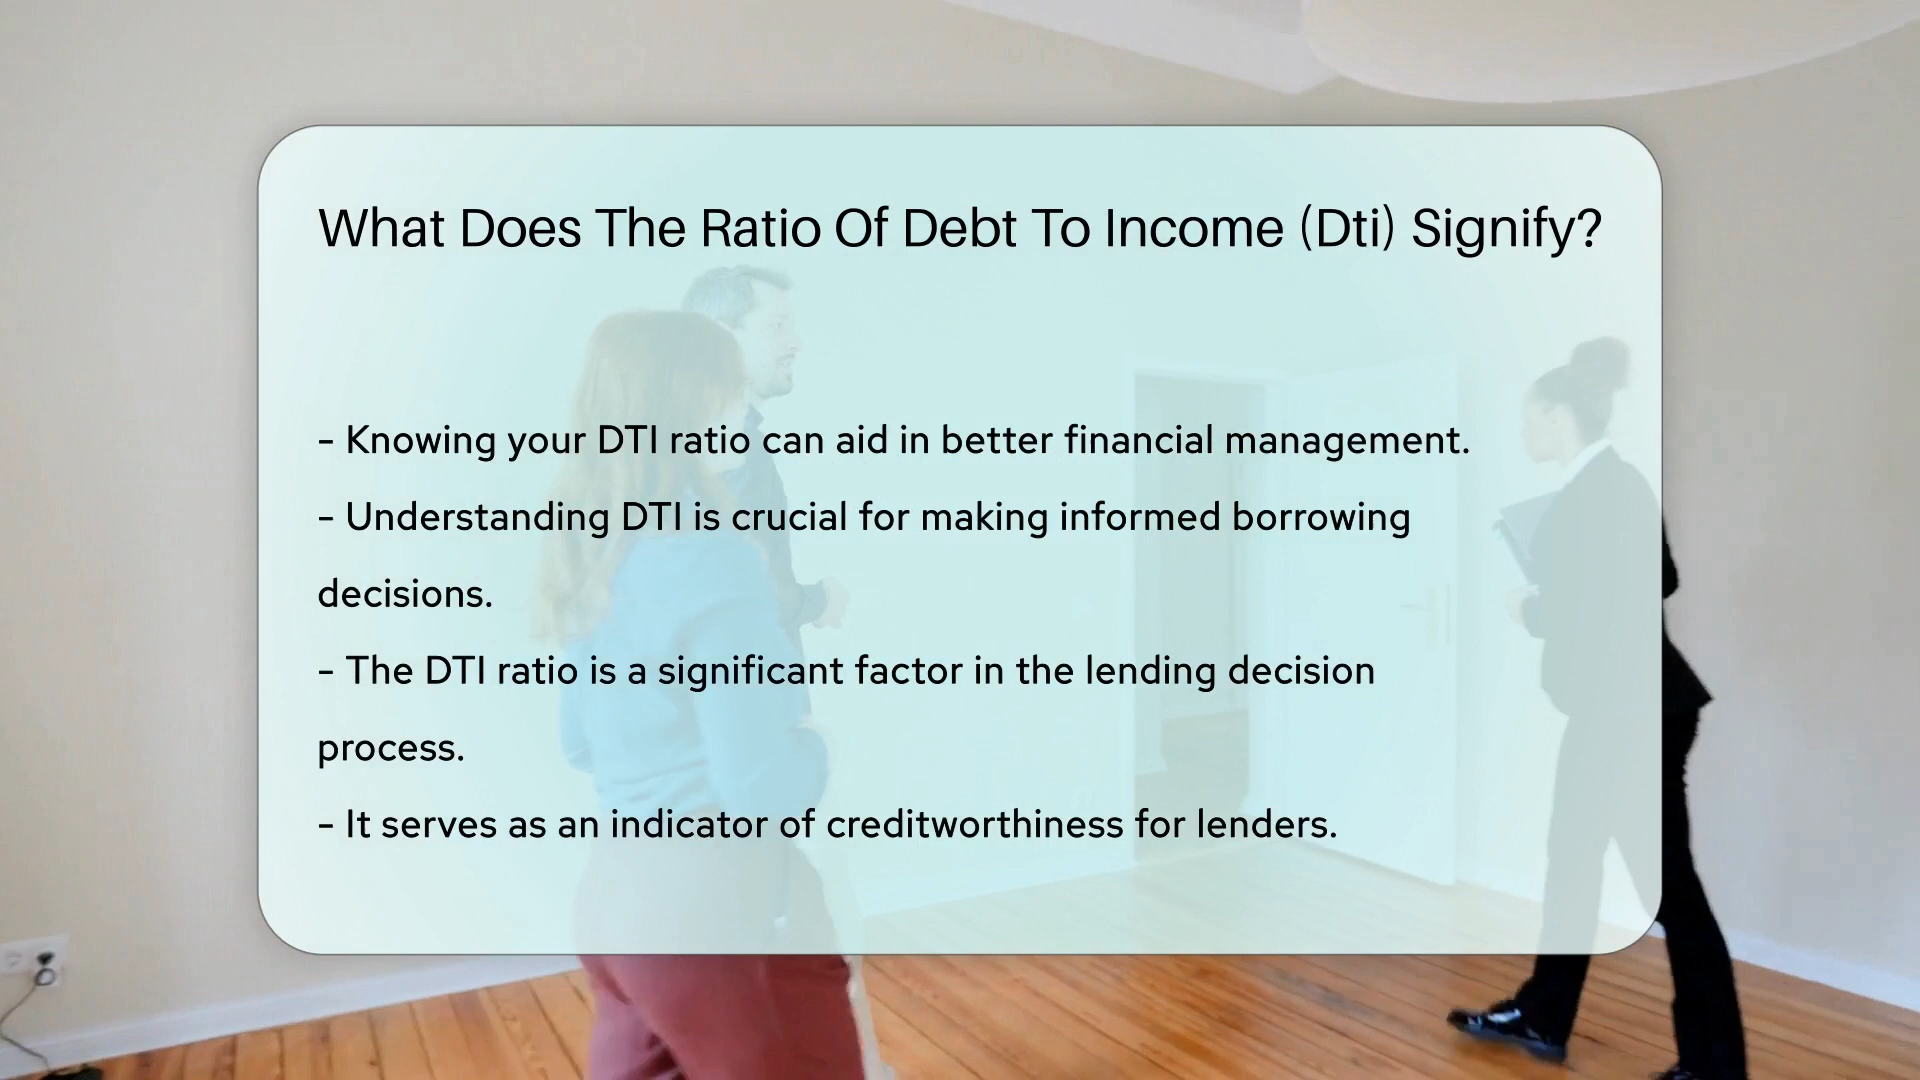 What Does The Ratio Of Debt To Income (Dti) Signify?
- Knowing your DTI ratio can aid in better financial management.
- Understanding DTI is crucial for making informed borrowing
decisions.
- The DTI ratio is a significant factor in the lending decision
process.
- It serves as an indicator of creditworthiness for lenders.